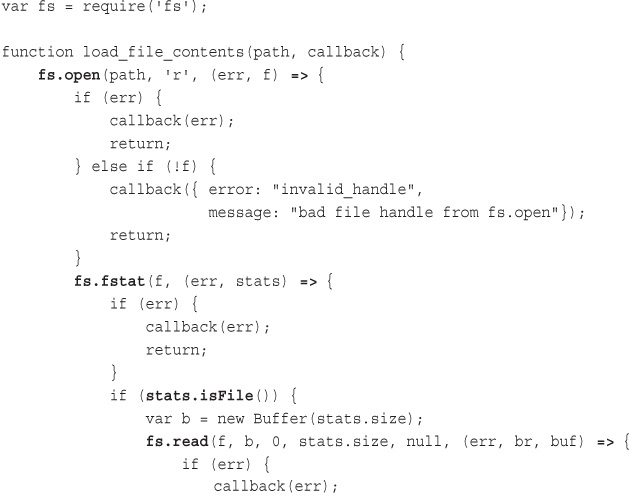 var fs = require('fs');

function load_file_contents(path, callback) {
    fs.open(path, 'r', (err, f) => {
        if (err) {
            callback(err);
            return;
        } else if (!f) {
            callback({ error: "invalid_handle",
                       message: "bad file handle from fs.open"});
            return;
        }
        fs.fstat(f, (err, stats) => {
            if (err) {
                callback(err);
                return;
            }
            if (stats.isFile()) {
                var b = new Buffer(stats.size);
                fs.read(f, b, 0, stats.size, null, (err, br, buf) => {
                    if (err) {
                        callback(err);